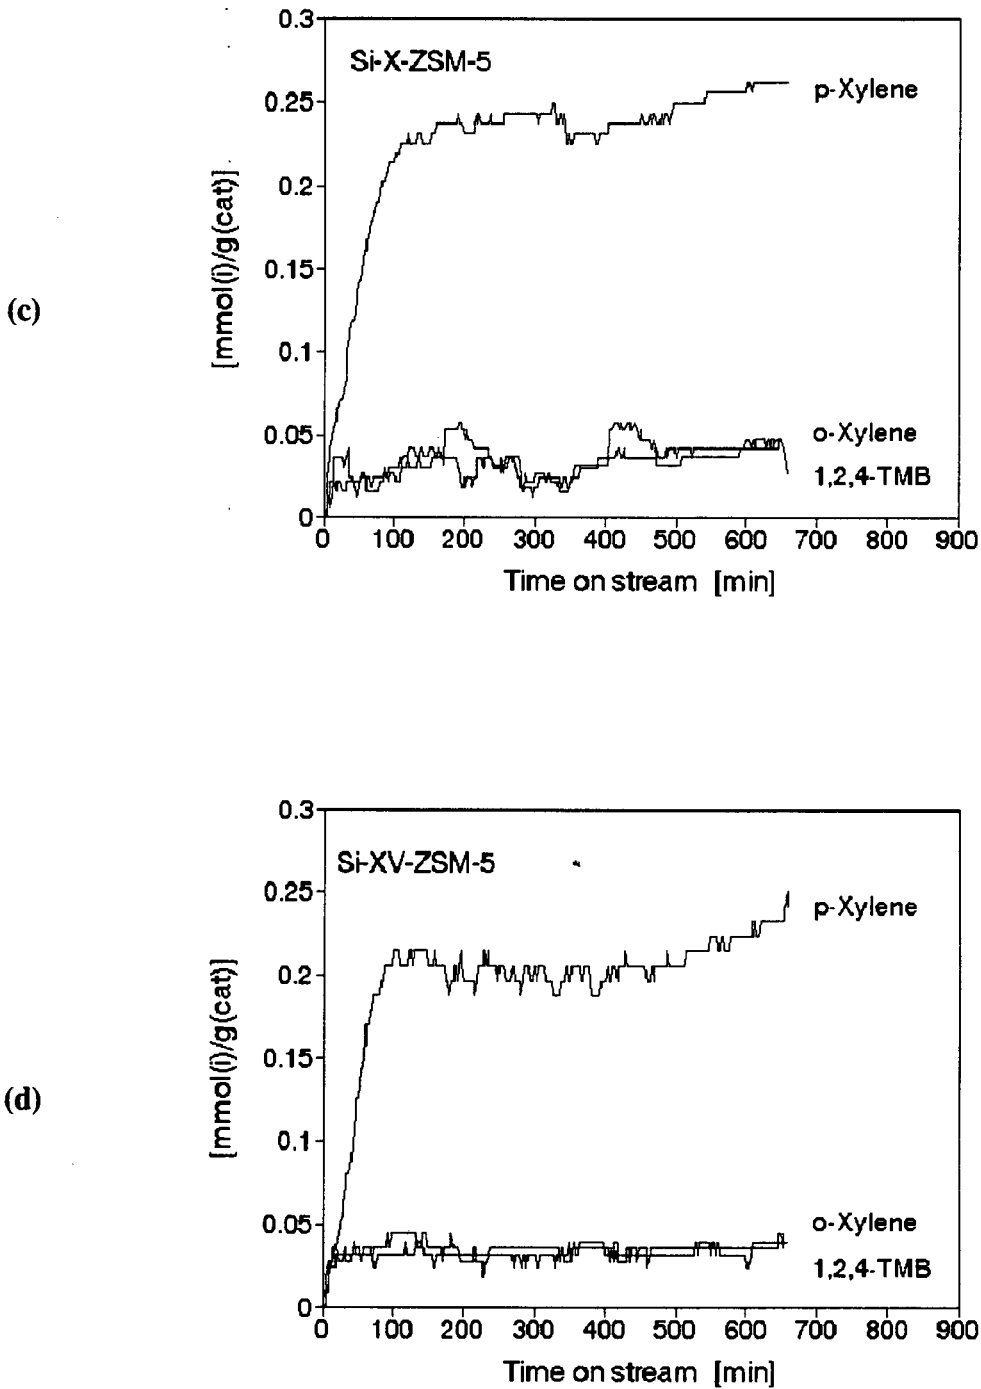 (c)
Si-X-ZSM-5
[mmol(i)/g(cat)]
0.3
0.25
0.2
0.15
0.1
0.05
0
p-Xylene
o-Xylene
1,2,4-TMB
0 100 200 300 400 500 600 700 800 900
Time on stream [min]
(d)
Si-XV-ZSM-5
[mmol(i)/g(cat)]
0.3
0.25
0.2
0.15
0.1
0.05
0
p-Xylene
o-Xylene
1,2,4-TMB
0 100 200 300 400 500 600 700 800 900
Time on stream [min]